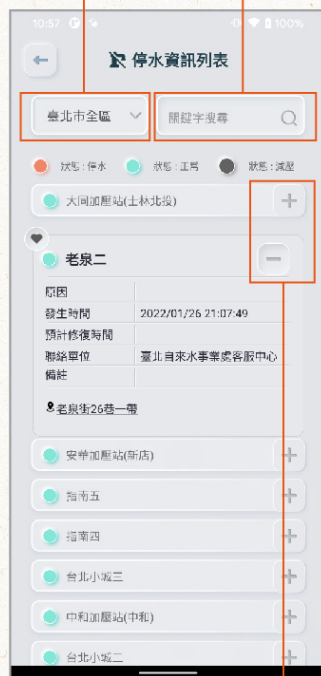 10:57 100%
停水資訊列表
臺北市全區 關鍵字搜尋
狀態:停水 狀態:正常 狀態:減壓
大同加壓站(士林北投)
老泉二
原因
發生時間 2022/01/26 21:07:49
預計修復時間
聯絡單位 臺北自來水事業處客服中心
備註
老泉街26巷一帶
安華加壓站(新店)
指南五
指南四
台北小城三
中和加壓站(中和)
台北小城二